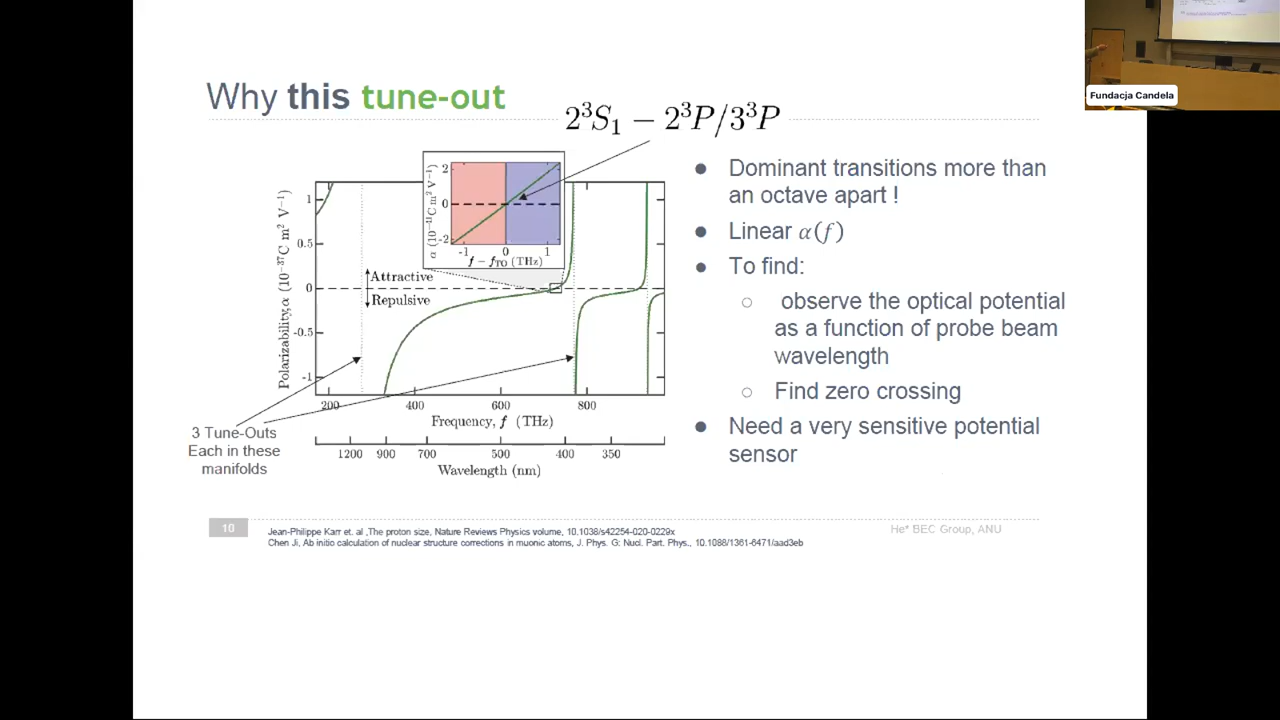 Why this tune-out
2³S₁ − 2³P/3³P
Fundacja Candela
Dominant transitions more than
an octave apart !
Linear α(f)
To find:
observe the optical potential
as a function of probe beam
wavelength
Find zero crossing
Need a very sensitive potential
sensor
α (10⁻⁴¹C m² V⁻¹)
2
0
-2
-1
0
1
f − f_TO (THz)
Polarizability, α (10⁻³⁷C m² V⁻¹)
1
0.5
0
-0.5
-1
Attractive
Repulsive
200
400
600
800
Frequency, f (THz)
1200
900
700
500
400
350
Wavelength (nm)
3 Tune-Outs
Each in these
manifolds
10
Jean-Philippe Karr et. al ,The proton size, Nature Reviews Physics volume, 10.1038/s42254-020-0229x
Chen Ji, Ab initio calculation of nuclear structure corrections in muonic atoms, J. Phys. G: Nucl. Part. Phys., 10.1088/1361-6471/aad3eb
He* BEC Group, ANU